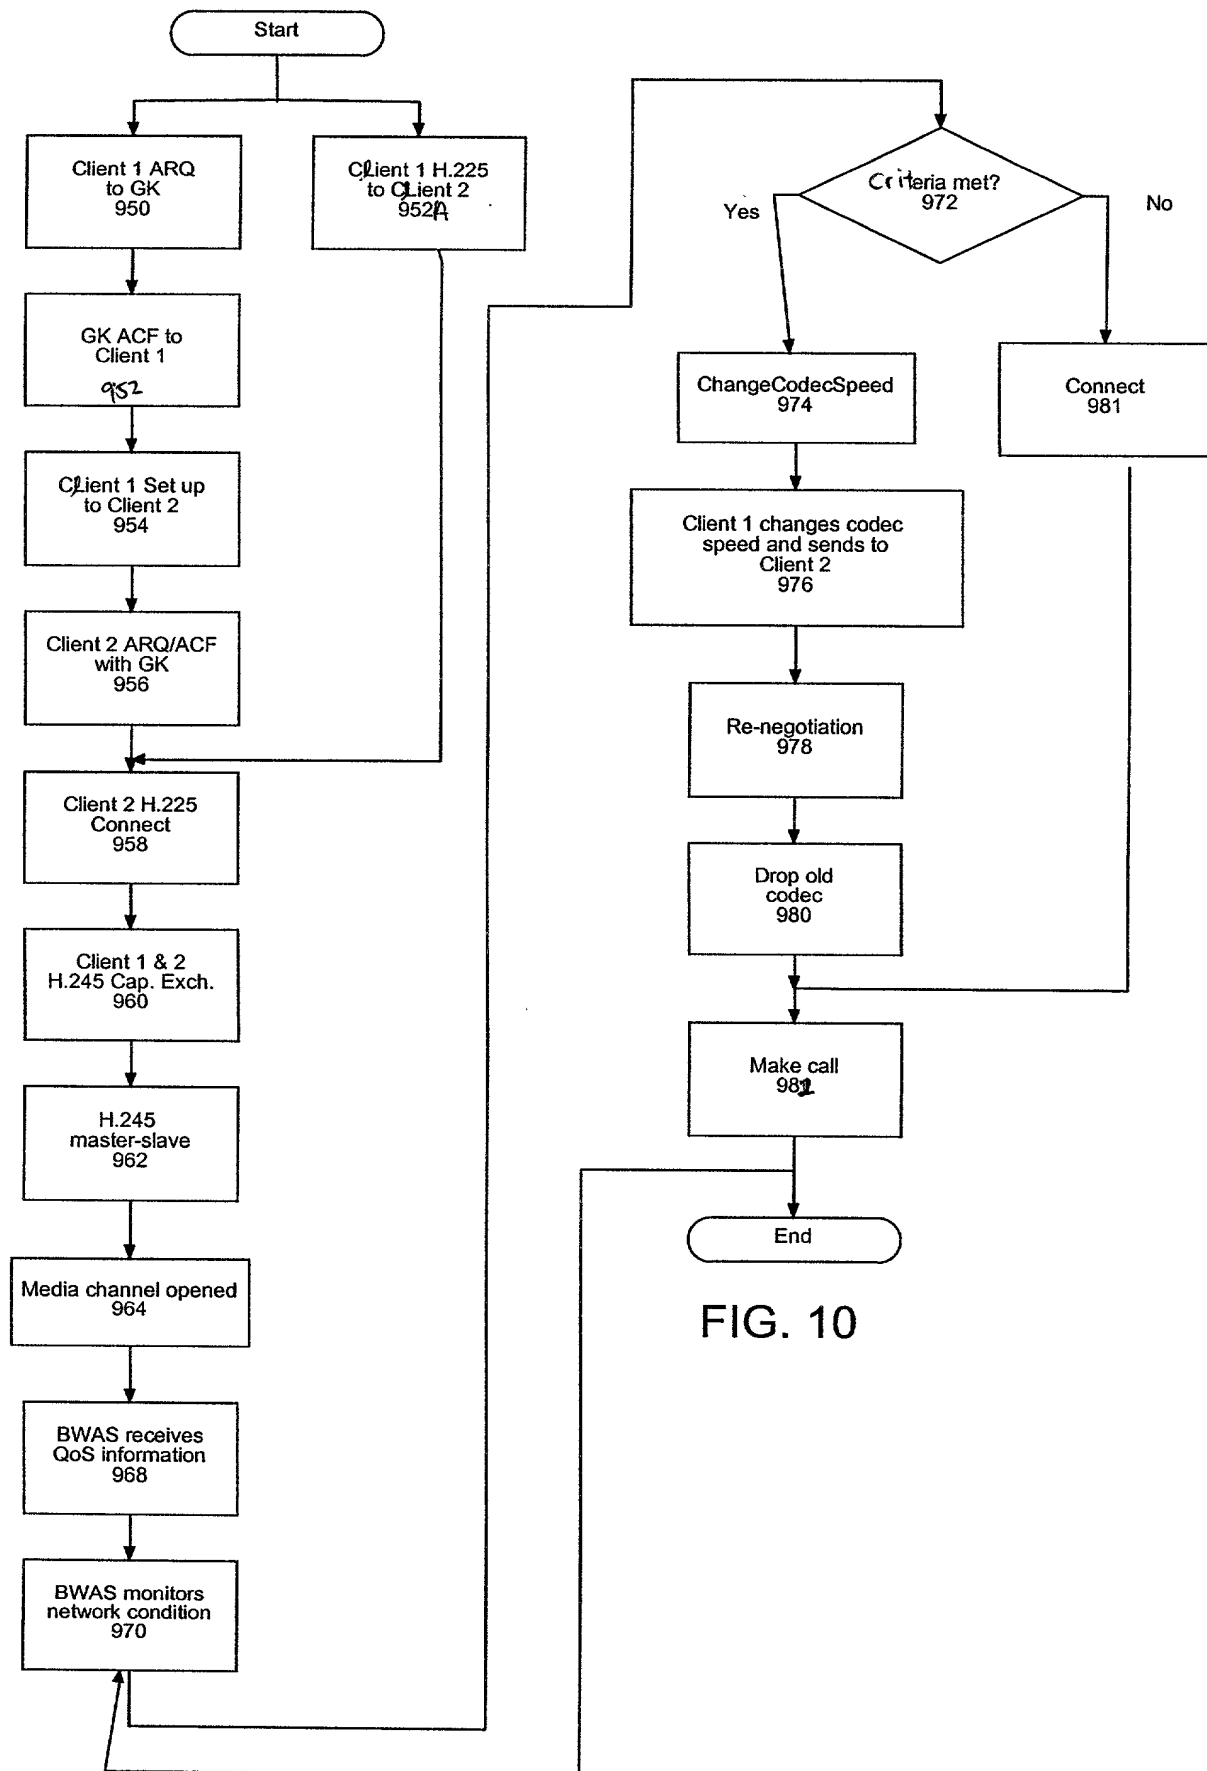 Start
Client 1 ARQ
to GK
950
Client 1 H.225
to Client 2
952A
GK ACF to
Client 1
952
Client 1 Set up
to Client 2
954
Client 2 ARQ/ACF
with GK
956
Client 2 H.225
Connect
958
Client 1 & 2
H.245 Cap. Exch.
960
H.245
master-slave
962
Media channel opened
964
BWAS receives
QoS information
968
BWAS monitors
network condition
970
Criteria met?
972
Yes
No
ChangeCodecSpeed
974
Connect
981
Client 1 changes codec
speed and sends to
Client 2
976
Re-negotiation
978
Drop old
codec
980
Make call
982
End
FIG. 10